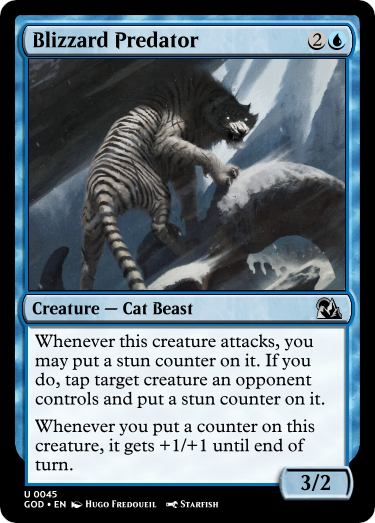 Blizzard Predator
2
Creature — Cat Beast
Whenever this creature attacks, you
may put a stun counter on it. If you
do, tap target creature an opponent
controls and put a stun counter on it.
Whenever you put a counter on this
creature, it gets +1/+1 until end of
turn.
3/2
U 0045
GOD • EN Hugo Fredoueil Starfish